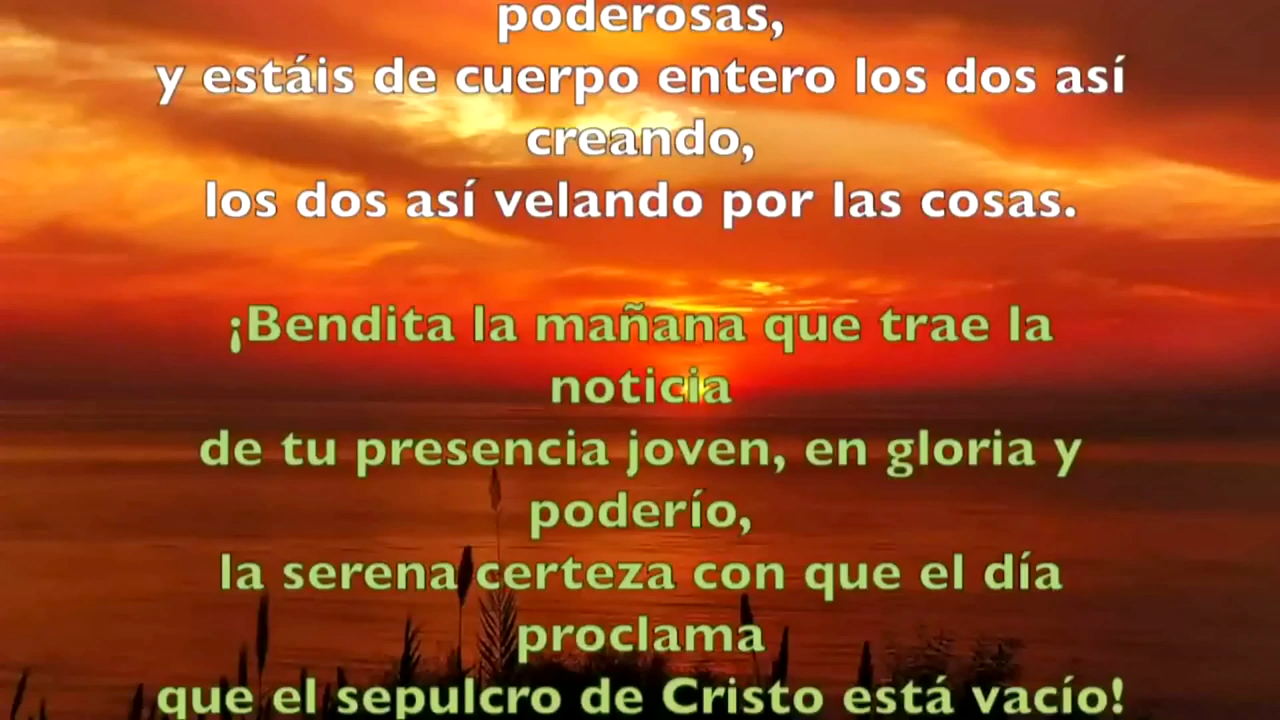 poderosas,
y estáis de cuerpo entero los dos así
creando,
los dos así velando por las cosas.
¡Bendita la mañana que trae la
noticia
de tu presencia joven, en gloria y
poderío,
la serena certeza con que el día
proclama
que el sepulcro de Cristo está vacío!